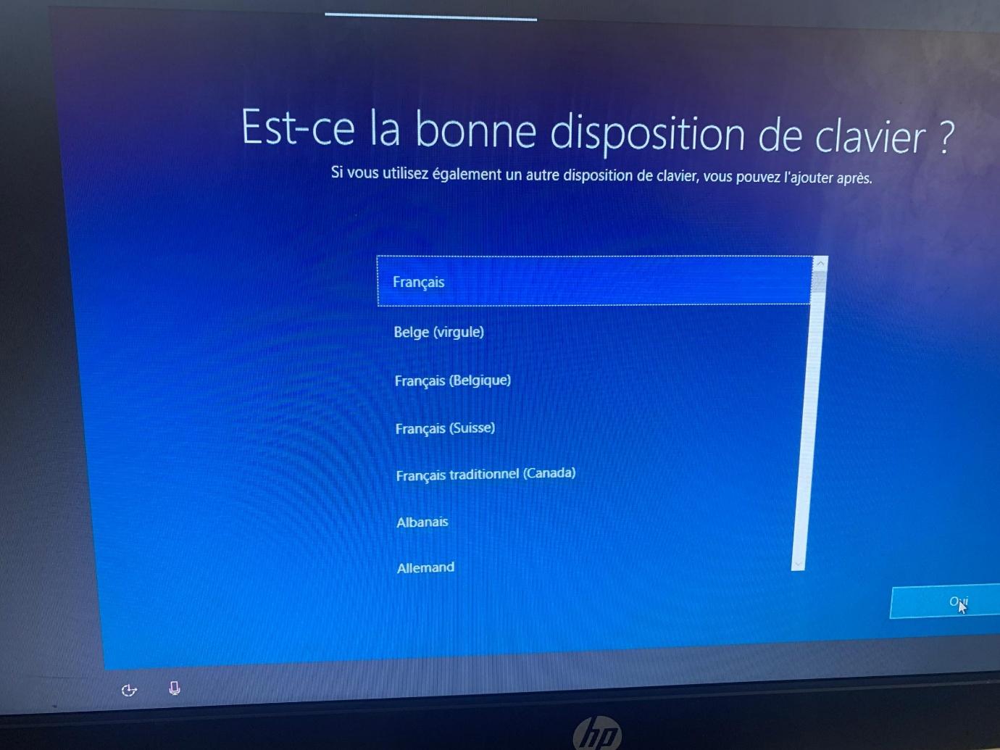 Est-ce la bonne disposition de clavier ?
Si vous utilisez également un autre disposition de clavier, vous pouvez l'ajouter après.
Français
Belge (virgule)
Français (Belgique)
Français (Suisse)
Français traditionnel (Canada)
Albanais
Allemand
Oui
hp